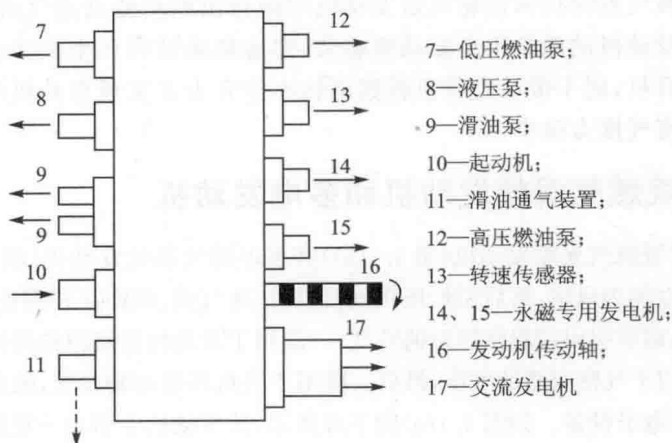 7
8
9
9
10
11
12
13
14
15
16
17
7—低压燃油泵;
8—液压泵;
9—滑油泵;
10—起动机;
11—滑油通气装置;
12—高压燃油泵;
13—转速传感器;
14、15—永磁专用发电机;
16—发动机传动轴;
17—交流发电机